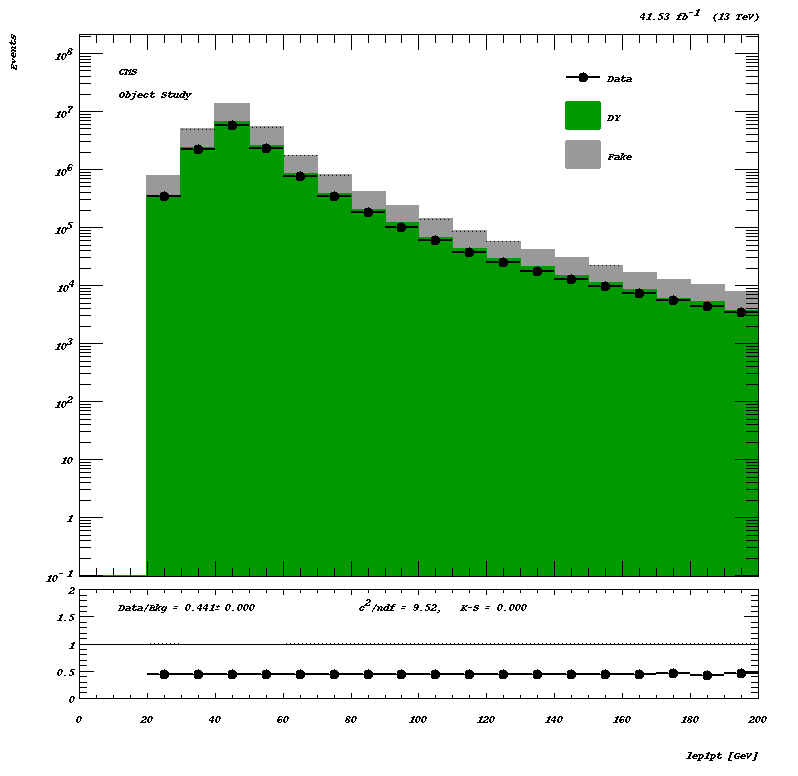 41.53 fb-1 (13 TeV)
Events
10^8
CMS
Data
Object Study
10^7
DY
Fake
10^6
10^5
10^4
10^3
10^2
10
1
10^-1
2
Data/Bkg = 0.441± 0.000 c^2/ndf = 9.52, K-S = 0.000
1.5
1
0.5
0
0 20 40 60 80 100 120 140 160 180 200
lep1pt [GeV]